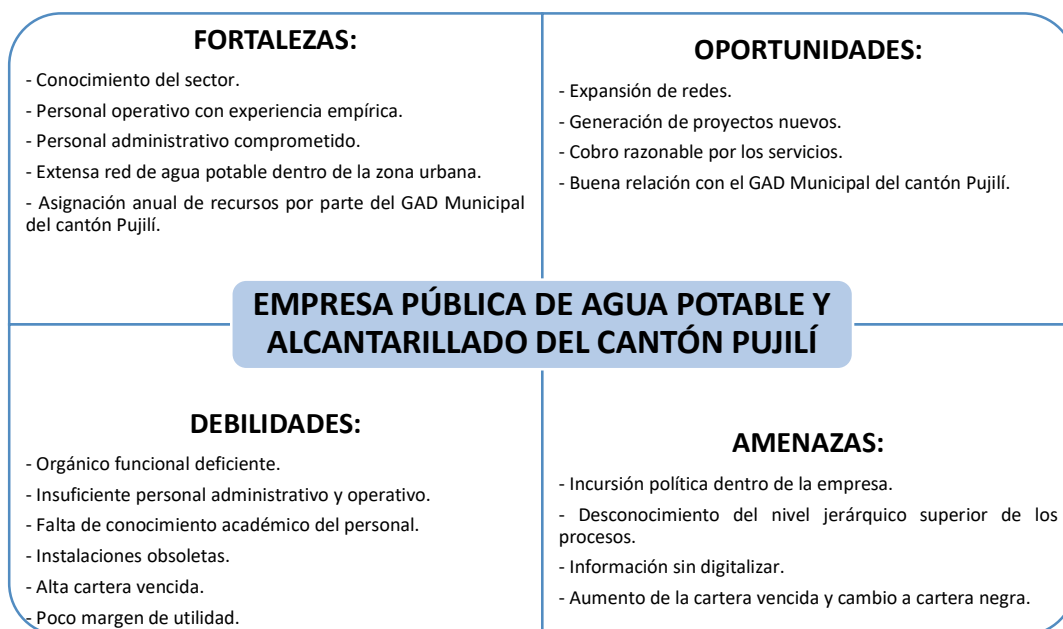 FORTALEZAS:
- Conocimiento del sector.
- Personal operativo con experiencia empírica.
- Personal administrativo comprometido.
- Extensa red de agua potable dentro de la zona urbana.
- Asignación anual de recursos por parte del GAD Municipal
del cantón Pujilí.
OPORTUNIDADES:
- Expansión de redes.
- Generación de proyectos nuevos.
- Cobro razonable por los servicios.
- Buena relación con el GAD Municipal del cantón Pujilí.
EMPRESA PÚBLICA DE AGUA POTABLE Y
ALCANTARILLADO DEL CANTÓN PUJILÍ
DEBILIDADES:
- Orgánico funcional deficiente.
- Insuficiente personal administrativo y operativo.
- Falta de conocimiento académico del personal.
- Instalaciones obsoletas.
- Alta cartera vencida.
- Poco margen de utilidad.
AMENAZAS:
- Incursión política dentro de la empresa.
- Desconocimiento del nivel jerárquico superior de los
procesos.
- Información sin digitalizar.
- Aumento de la cartera vencida y cambio a cartera negra.